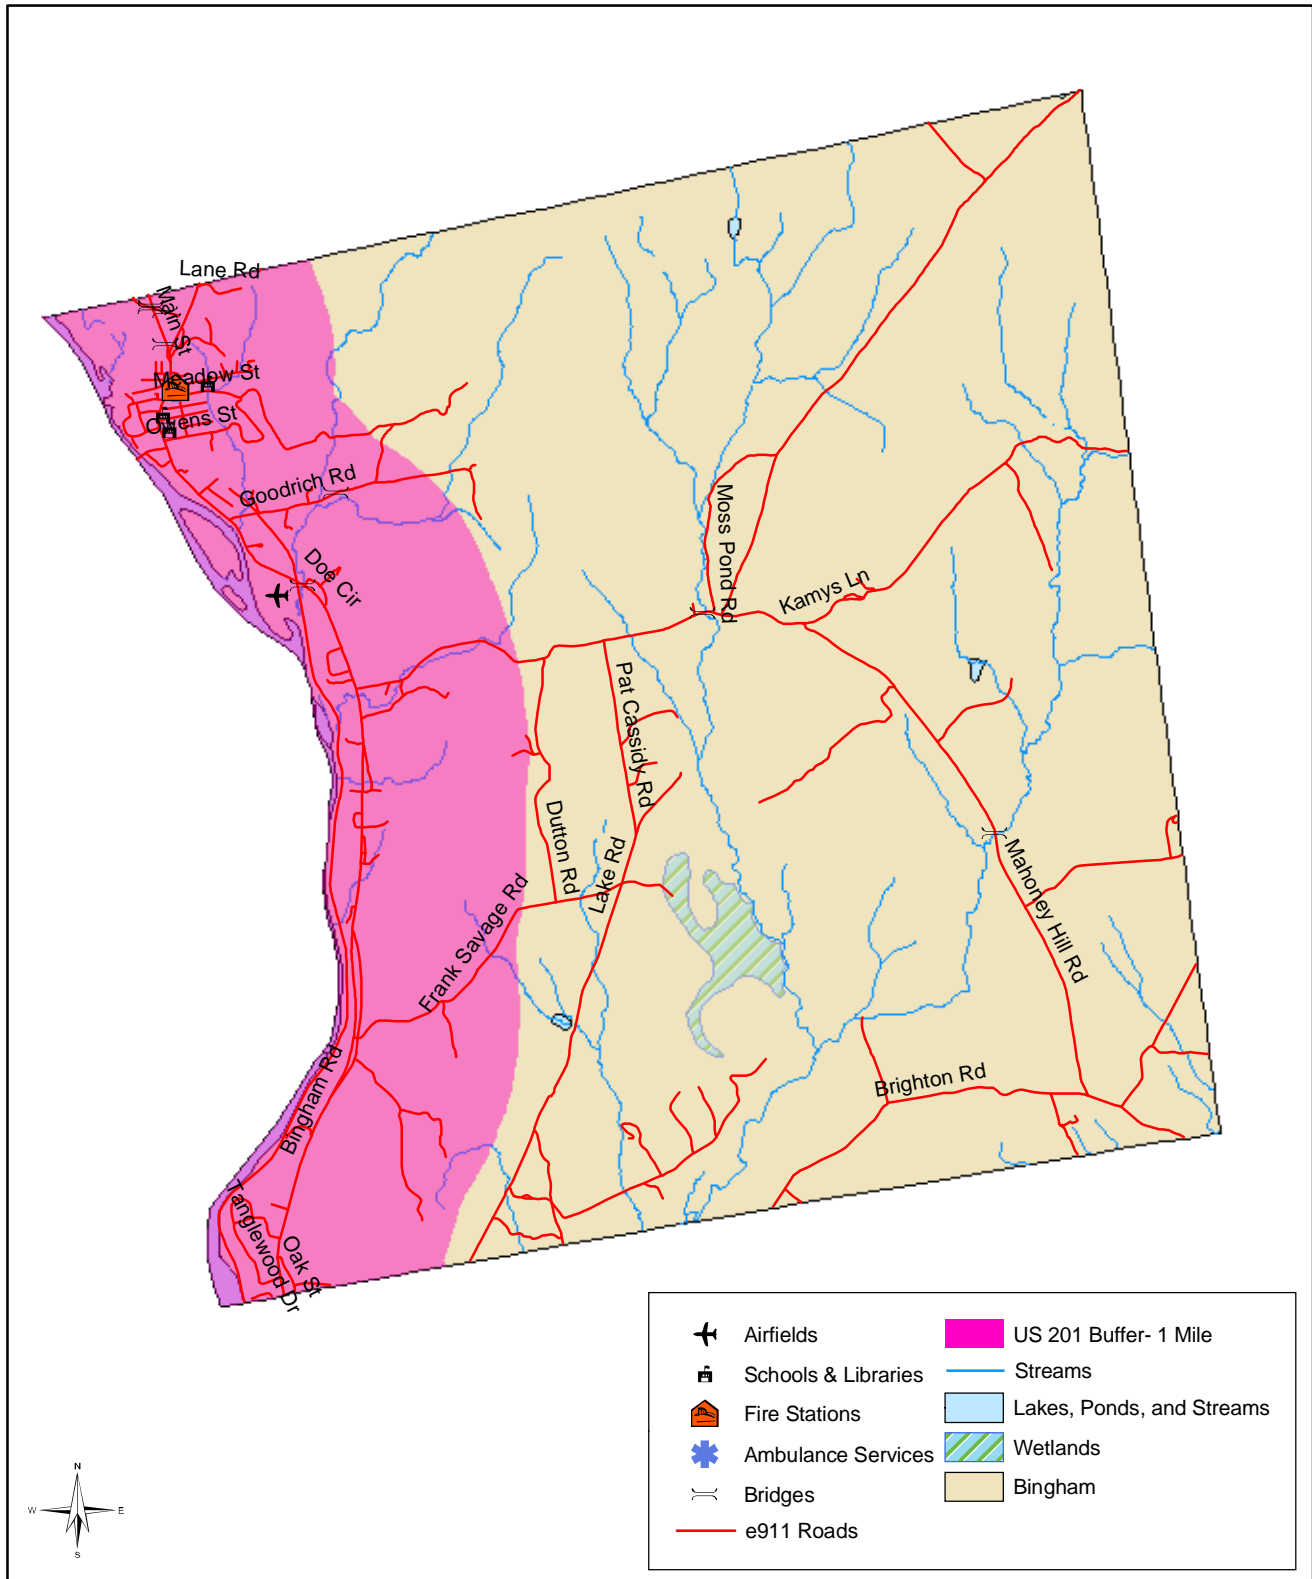 Lane Rd
Main St
Meadow St
Owens St
Goodrich Rd
Doe Cir
Moss Pond Rd
Kamys Ln
Pat Cassidy Rd
Dutton Rd
Lake Rd
Mahoney Hill Rd
Frank Savage Rd
Bingham Rd
Brighton Rd
Tanglewood Dr
Oak St
Airfields
Schools & Libraries
Fire Stations
Ambulance Services
Bridges
e911 Roads
US 201 Buffer- 1 Mile
Streams
Lakes, Ponds, and Streams
Wetlands
Bingham
N
W
E
S